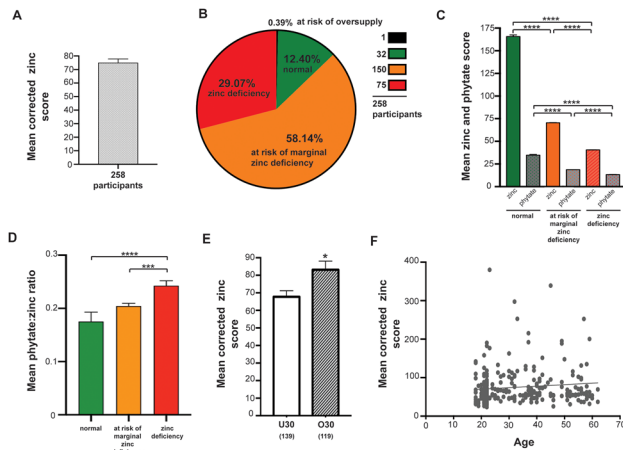 A
Mean corrected zinc
score
80
70
60
50
40
30
20
10
0
258
participants
B
0.39% at risk of oversupply
12.40%
normal
29.07%
zinc deficiency
58.14%
at risk of marginal
zinc deficiency
1
32
150
75
258
participants
C
Mean zinc and phytate score
175
150
125
100
75
50
25
0
****
**** ****
****
**** ****
zinc
phytate
zinc
phytate
zinc
phytate
normal
at risk of
marginal
zinc
deficiency
zinc
deficiency
D
Mean phytate:zinc ratio
0.3
0.2
0.1
0.0
****
***
normal
at risk of
marginal
zinc
zinc
deficiency
E
Mean corrected zinc
score
90
80
70
60
50
40
30
20
10
0
*
U30
(139)
O30
(119)
F
Mean corrected zinc
score
400
300
200
100
0
0 10 20 30 40 50 60 70
Age